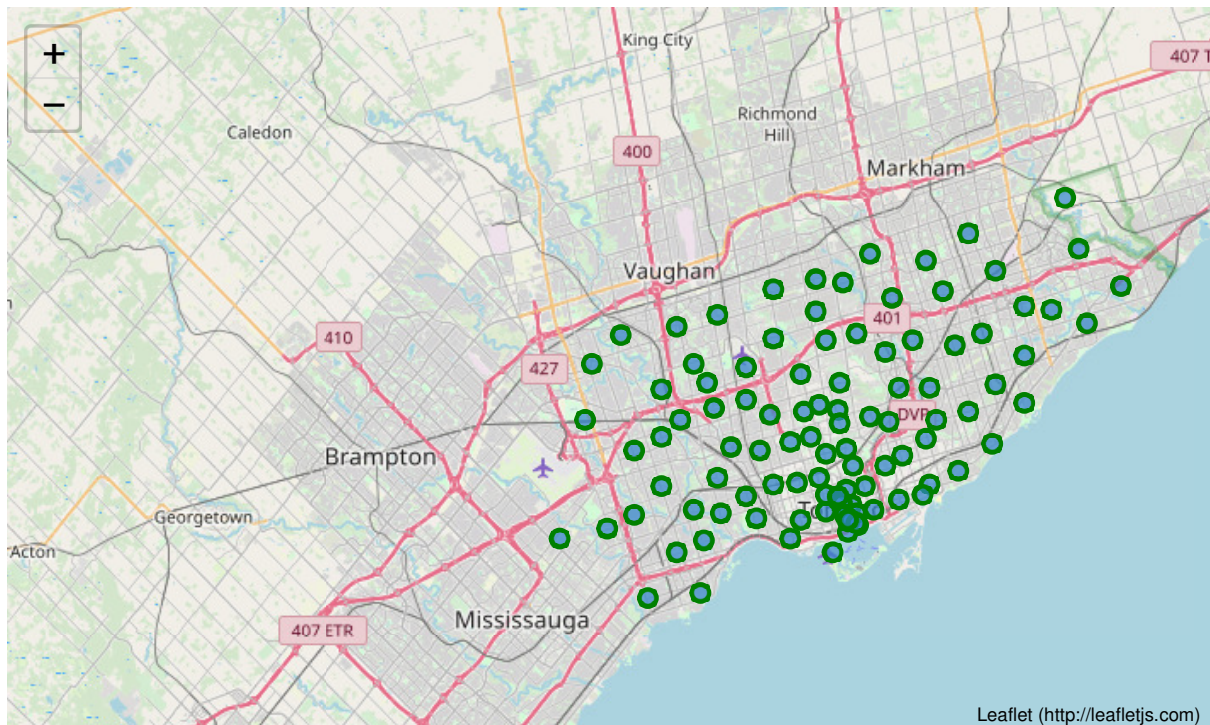 +
King City
407 T
−
Richmond
Hill
Caledon
400
Markham
Vaughan
401
410
427
DVP
Brampton
Georgetown
To
Acton
Mississauga
407 ETR
Leaflet (http://leafletjs.com)